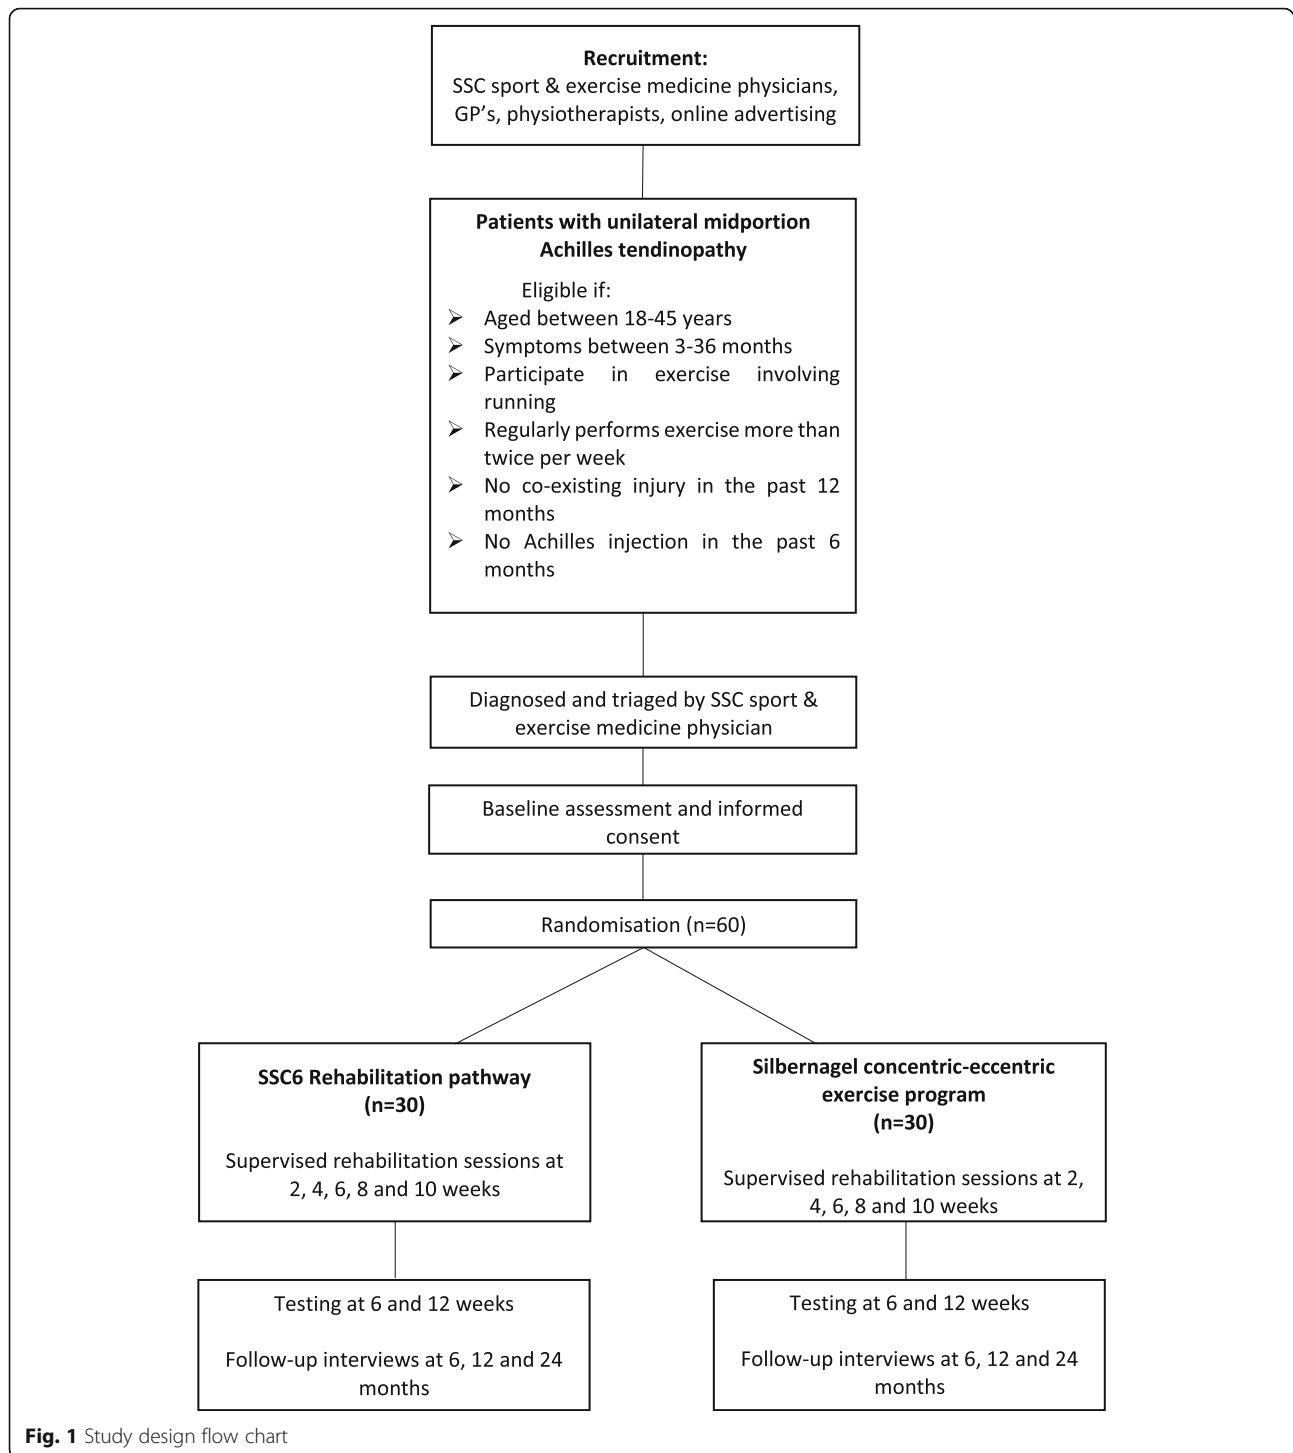 Recruitment:
SSC sport & exercise medicine physicians,
GP's, physiotherapists, online advertising
Patients with unilateral midportion
Achilles tendinopathy
Eligible if:
➢ Aged between 18-45 years
➢ Symptoms between 3-36 months
➢ Participate in exercise involving
running
➢ Regularly performs exercise more than
twice per week
➢ No co-existing injury in the past 12
months
➢ No Achilles injection in the past 6
months
Diagnosed and triaged by SSC sport &
exercise medicine physician
Baseline assessment and informed
consent
Randomisation (n=60)
SSC6 Rehabilitation pathway
(n=30)
Supervised rehabilitation sessions at
2, 4, 6, 8 and 10 weeks
Silbernagel concentric-eccentric
exercise program
(n=30)
Supervised rehabilitation sessions at 2,
4, 6, 8 and 10 weeks
Testing at 6 and 12 weeks
Follow-up interviews at 6, 12 and 24
months
Testing at 6 and 12 weeks
Follow-up interviews at 6, 12 and 24
months
Fig. 1 Study design flow chart